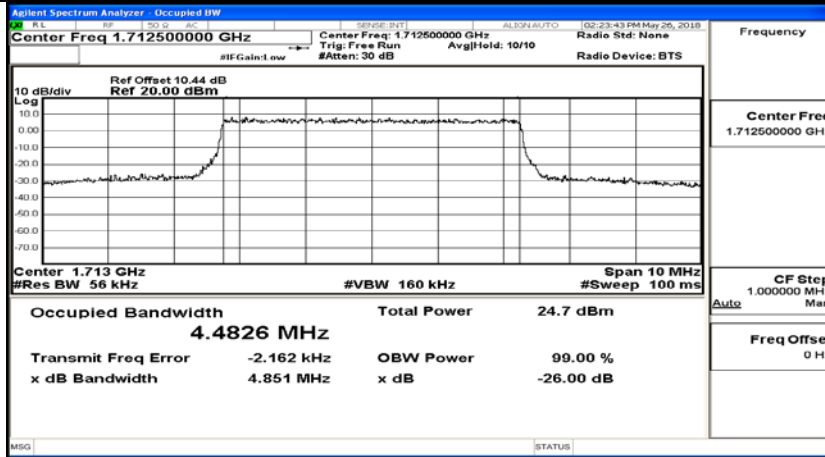 Agilent Spectrum Analyzer - Occupied BW
RL RF 50 Ω AC SENSE:INT ALIGN AUTO 02:23:43 PM May 26, 2018
Center Freq 1.712500000 GHz
Center Freq: 1.712500000 GHz Radio Std: None
Trig: Free Run Avg|Hold: 10/10
#IFGain:Low #Atten: 30 dB Radio Device: BTS
Ref Offset 10.44 dB
10 dB/div Ref 20.00 dBm
Log
10.0
0.00
-10.0
-20.0
-30.0
-40.0
-50.0
-60.0
-70.0
Center 1.713 GHz Span 10 MHz
#Res BW 56 kHz #VBW 160 kHz #Sweep 100 ms
Occupied Bandwidth Total Power 24.7 dBm
4.4826 MHz
Transmit Freq Error -2.162 kHz OBW Power 99.00 %
x dB Bandwidth 4.851 MHz x dB -26.00 dB
MSG STATUS
Frequency
Center Fre
1.712500000 GH
CF Step
1.000000 MH
Auto Ma
Freq Offse
0 H